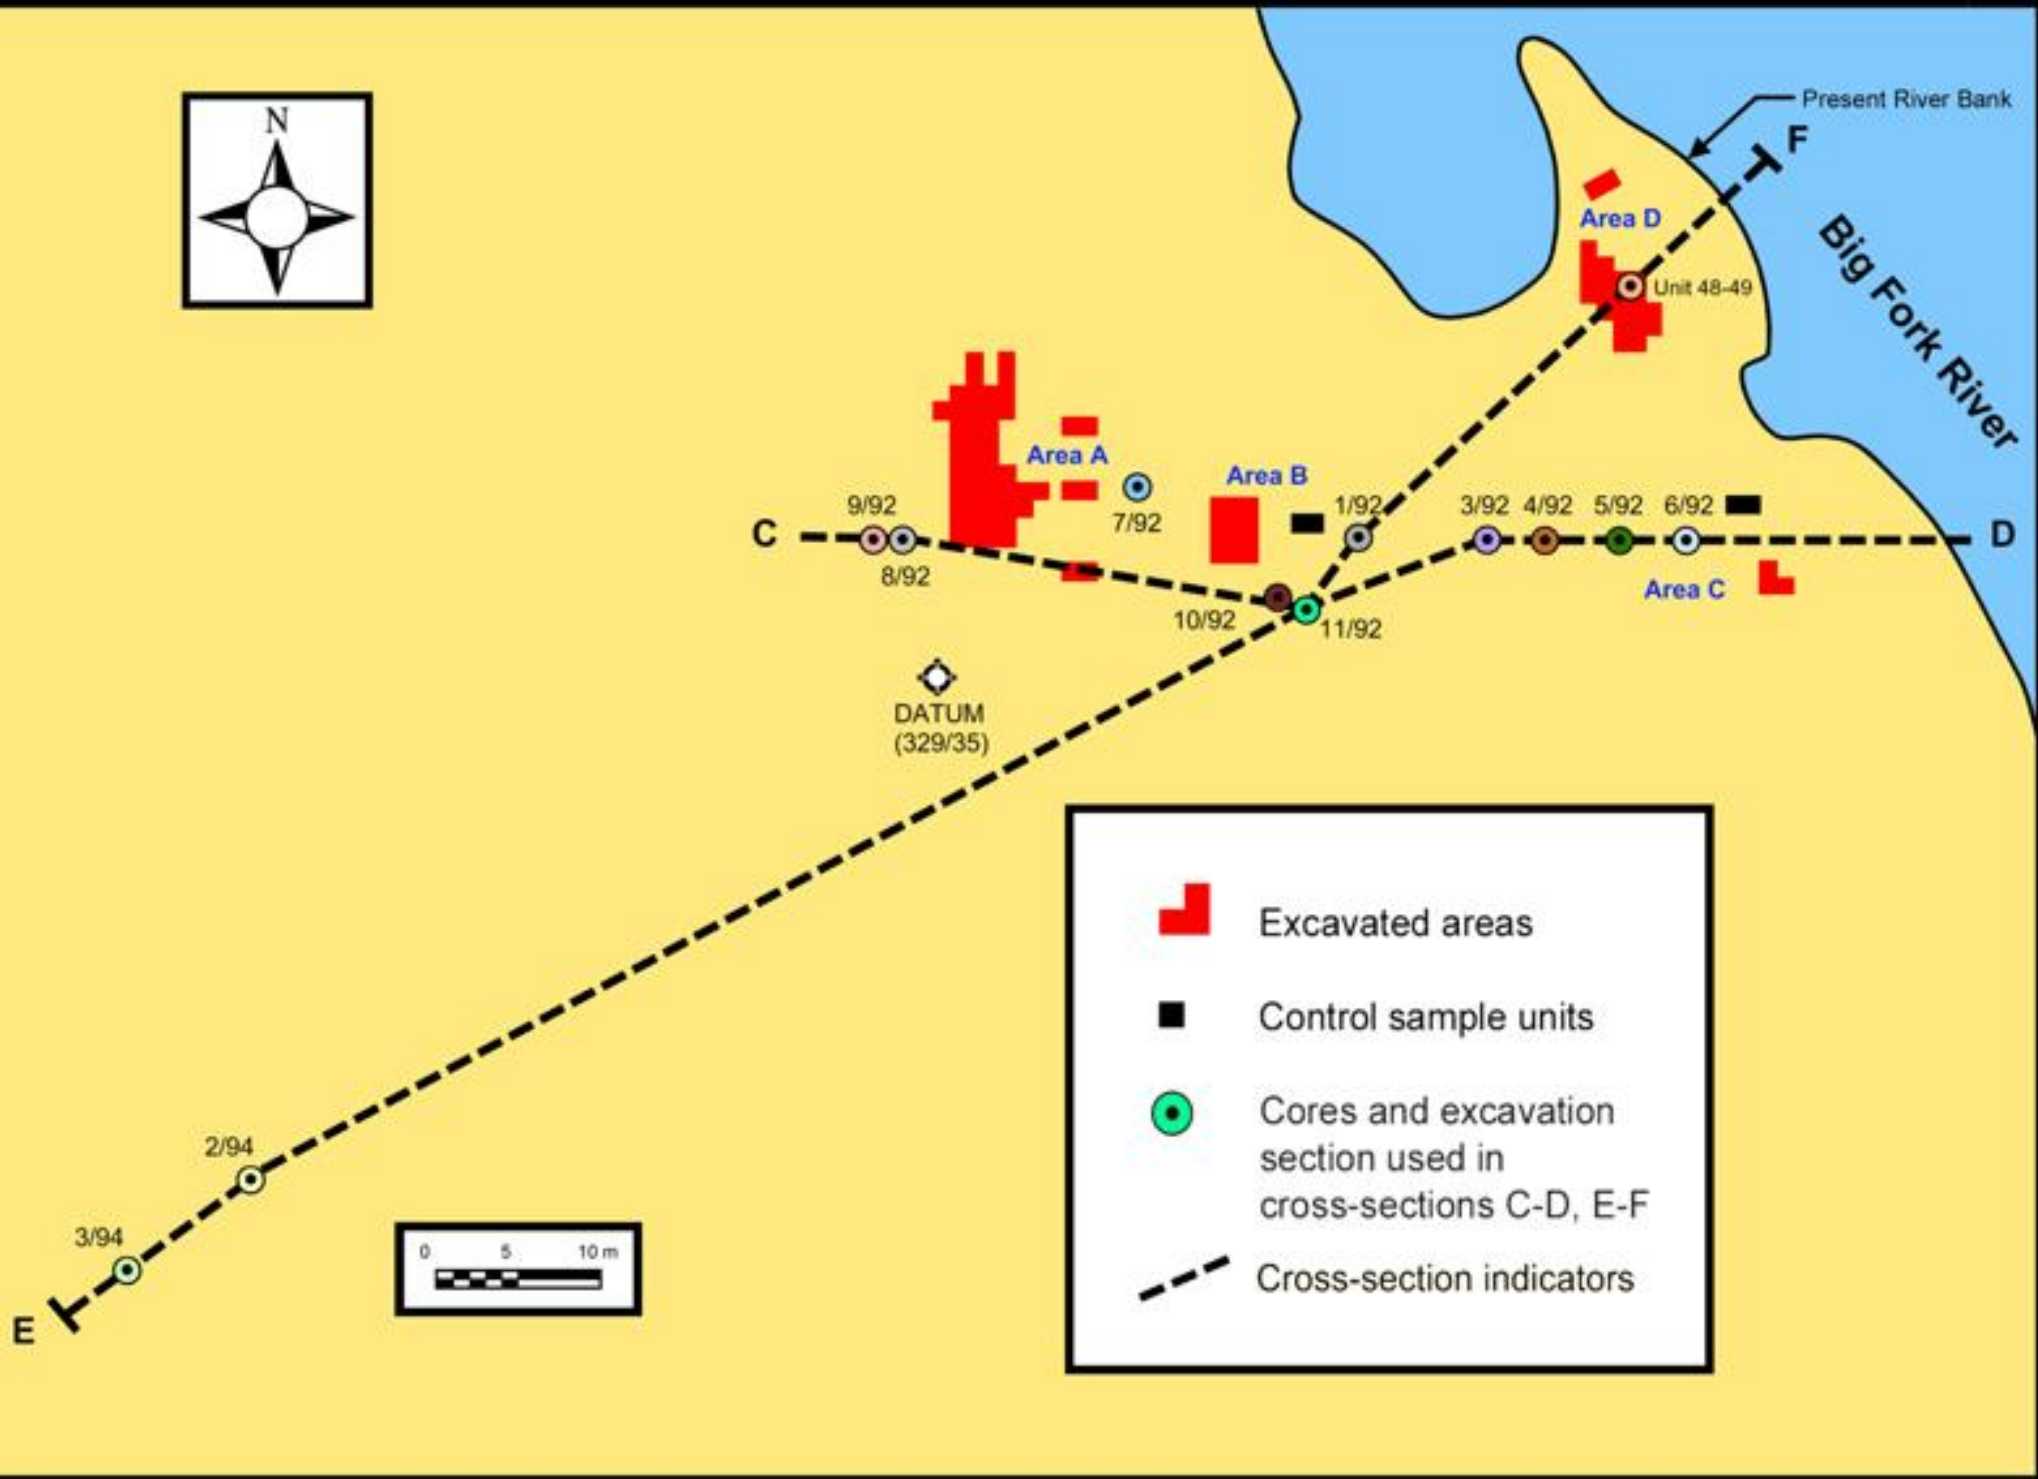 N
Present River Bank
F
Area D
Unit 48-49
Big Fork River
Area A
Area B
9/92
7/92
1/92
3/92
4/92
5/92
6/92
C
D
8/92
Area C
10/92
11/92
DATUM
(329/35)
Excavated areas
Control sample units
Cores and excavation
section used in
cross-sections C-D, E-F
Cross-section indicators
2/94
3/94
0 5 10 m
E